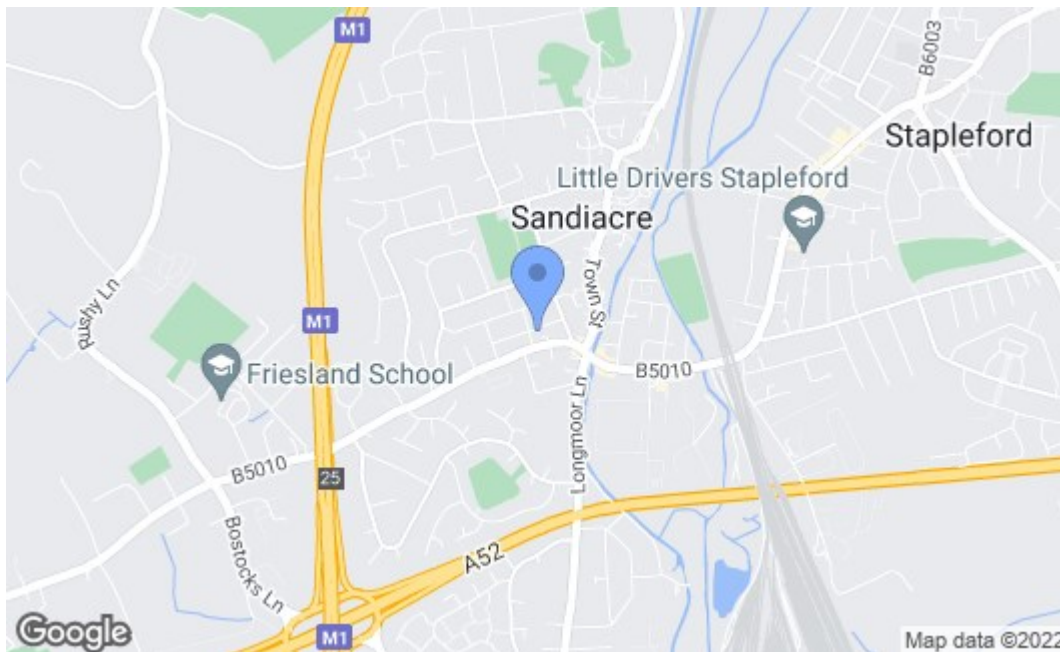 M1
B6003
Stapleford
Little Drivers Stapleford
Sandiacre
Town St
Rushy Ln
M1
Friesland School
B5010
Longmoor Ln
B5010
25
Bostocks Ln
A52
M1
Google
Map data ©2022